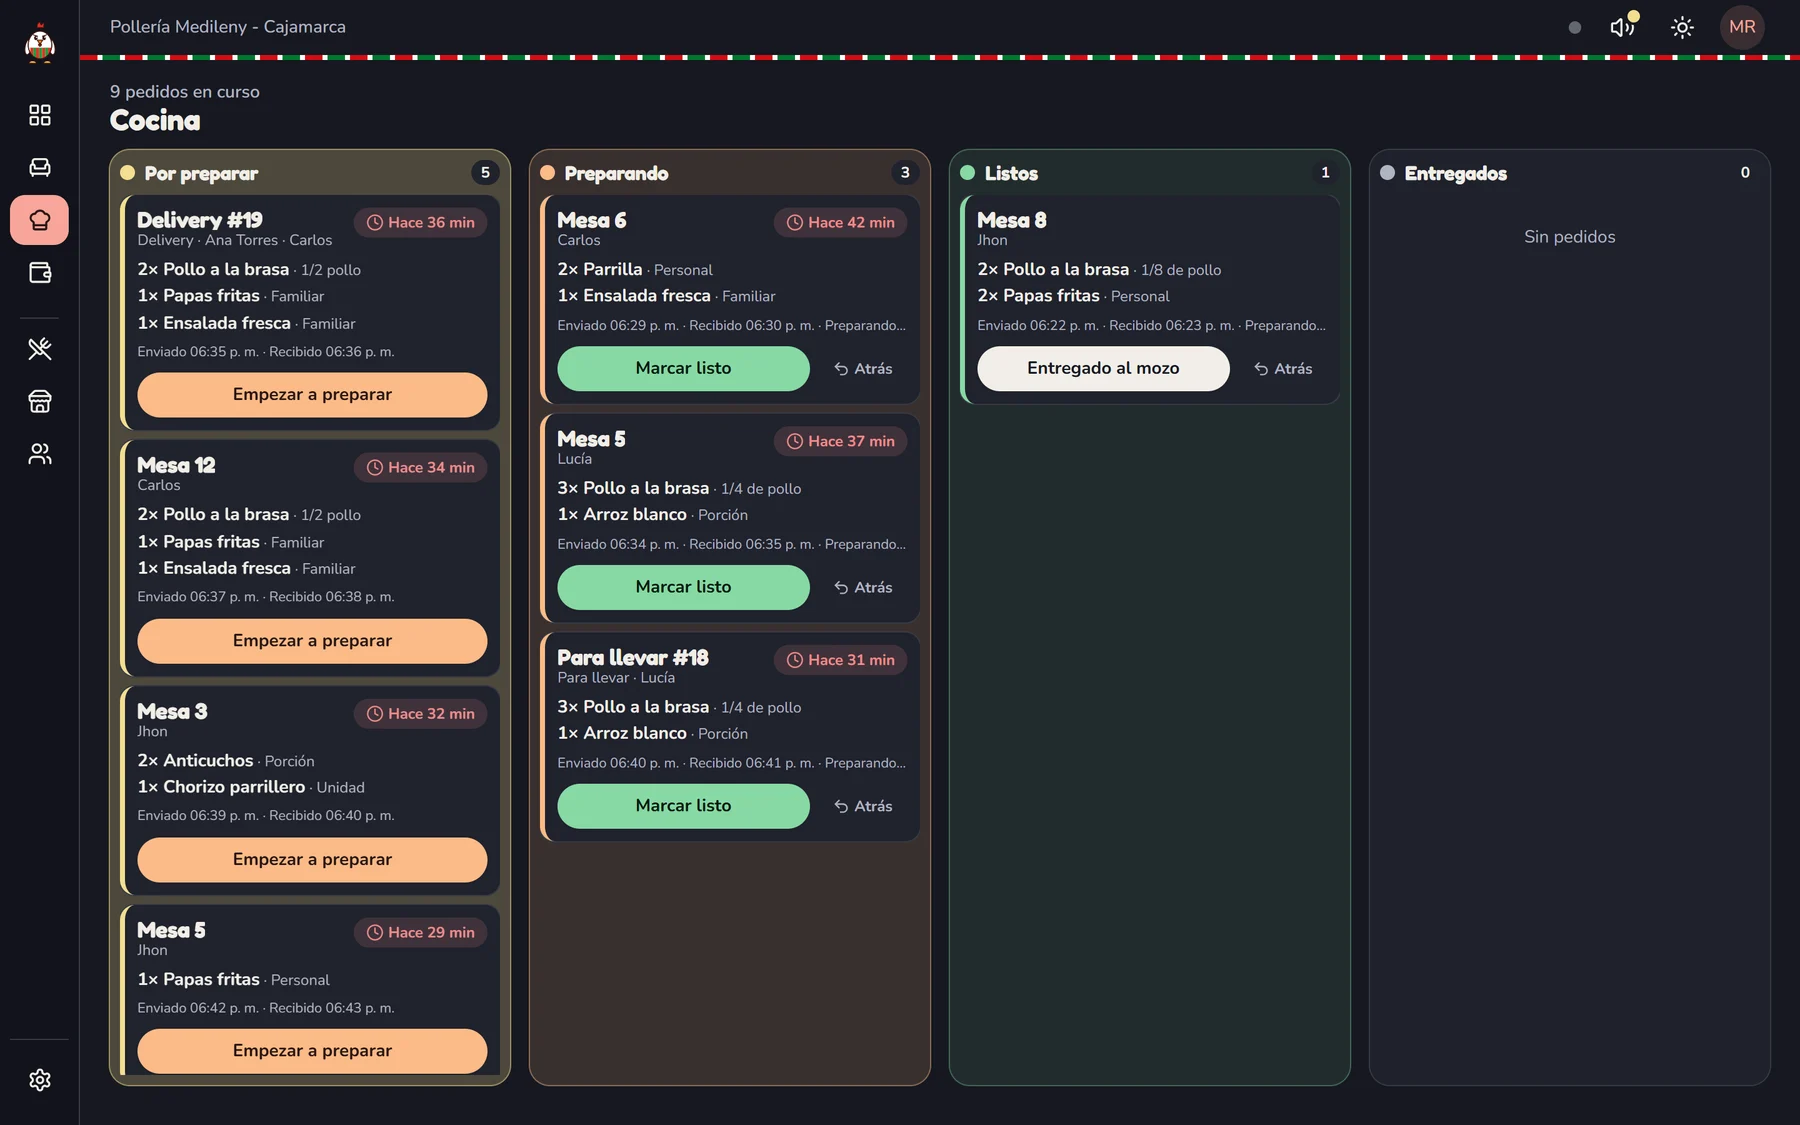 Pollería Medileny - Cajamarca
MR
9 pedidos en curso
Cocina
Por preparar
5
Delivery #19
Hace 36 min
Delivery · Ana Torres · Carlos
2× Pollo a la brasa · 1/2 pollo
1× Papas fritas · Familiar
1× Ensalada fresca · Familiar
Enviado 06:35 p. m. · Recibido 06:36 p. m.
Empezar a preparar
Mesa 12
Hace 34 min
Carlos
2× Pollo a la brasa · 1/2 pollo
1× Papas fritas · Familiar
1× Ensalada fresca · Familiar
Enviado 06:37 p. m. · Recibido 06:38 p. m.
Empezar a preparar
Mesa 3
Hace 32 min
Jhon
2× Anticuchos · Porción
1× Chorizo parrillero · Unidad
Enviado 06:39 p. m. · Recibido 06:40 p. m.
Empezar a preparar
Mesa 5
Hace 29 min
Jhon
1× Papas fritas · Personal
Enviado 06:42 p. m. · Recibido 06:43 p. m.
Empezar a preparar
Preparando
3
Mesa 6
Hace 42 min
Carlos
2× Parrilla · Personal
1× Ensalada fresca · Familiar
Enviado 06:29 p. m. · Recibido 06:30 p. m. · Preparando...
Marcar listo
Atrás
Mesa 5
Hace 37 min
Lucía
3× Pollo a la brasa · 1/4 de pollo
1× Arroz blanco · Porción
Enviado 06:34 p. m. · Recibido 06:35 p. m. · Preparando...
Marcar listo
Atrás
Para llevar #18
Hace 31 min
Para llevar · Lucía
3× Pollo a la brasa · 1/4 de pollo
1× Arroz blanco · Porción
Enviado 06:40 p. m. · Recibido 06:41 p. m. · Preparando...
Marcar listo
Atrás
Listos
1
Mesa 8
Jhon
2× Pollo a la brasa · 1/8 de pollo
2× Papas fritas · Personal
Enviado 06:22 p. m. · Recibido 06:23 p. m. · Preparando...
Entregado al mozo
Atrás
Entregados
0
Sin pedidos